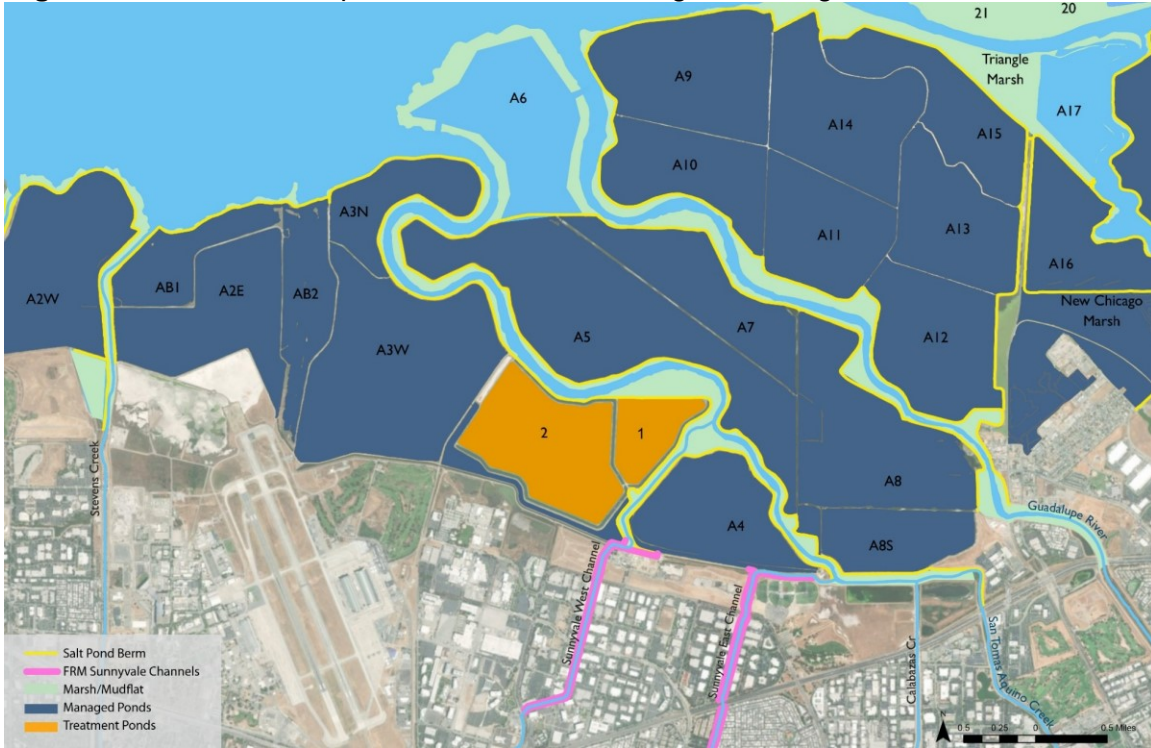 21
20
Triangle
Marsh
A9
A6
A14
A17
A15
A10
A3N
A11
A13
A16
A2W
AB1
A2E
AB2
New Chicago
Marsh
A7
A12
A5
A3W
2
1
A8
Stevens Creek
A4
Guadalupe River
A8S
Sunnyvale West Channel
Sunnyvale East Channel
Calabazas Cr
San Tomas Aquino Creek
Salt Pond Berm
FRM Sunnyvale Channels
Marsh/Mudflat
Managed Ponds
Treatment Ponds
N
0.5 0.25 0 0.5 Miles